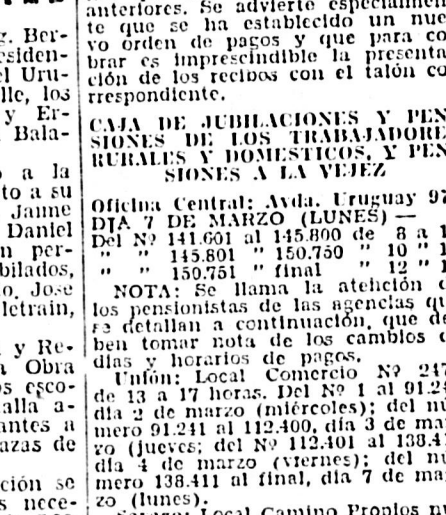 g. Ber-
esiden-
el Uru-
lle, los
y Er-
Bala-
o a la
to a su
Jaime
Daniel
n per-
bilados,
o, Jose
letrain,
y Re-
a Obra
os esco-
alla a-
antes a
azas de
ción se
s nece-
anteriores. Se advierte especialmen
te que se ha establecido un nue
vo orden de pagos y que para co
brar es imprescindible la presenta
ción de los recibos con el talón co
rrespondiente.
CAJA DE JUBILACIONES Y PEN
SIONES DE LOS TRABAJADORE
RURALES Y DOMESTICOS, Y PEN
SIONES A LA VEJEZ
Oficina Central: Avda. Uruguay 97
DIA 7 DE MARZO (LUNES) —
Del Nº 141.601 al 145.800 de 8 a 1
" " 145.801 " 150.750 " 10 " 1
" " 150.751 " final " 12 " 1
NOTA: Se llama la atención d
los pensionistas de las agencias qu
se detallan a continuación, que de
ben tomar nota de los cambios d
días y horarios de pagos.
Unión: Local Comercio Nº 247
de 13 a 17 horas. Del Nº 1 al 91.24
día 2 de marzo (miércoles); del nú
mero 91.241 al 112.400, día 3 de mar
zo (jueves; del Nº 112.401 al 138.41
día 4 de marzo (viernes); del nú
mero 138.411 al final, día 7 de mar
zo (lunes).
Local Camino Propios n